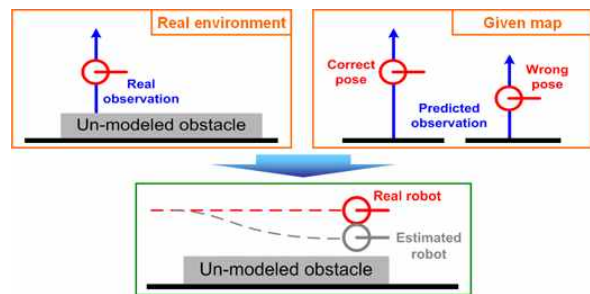 Real environment
Real
observation
Un-modeled obstacle
Given map
Correct
pose
Wrong
pose
Predicted
observation
Real robot
Estimated
robot
Un-modeled obstacle